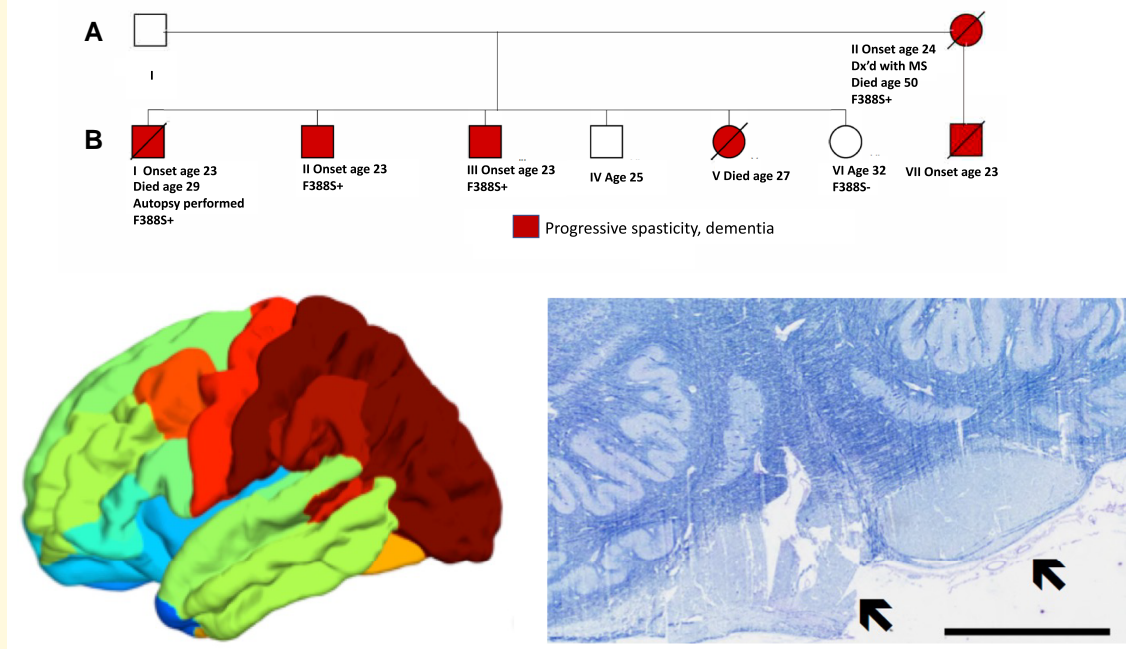 A
I
II Onset age 24
Dx'd with MS
Died age 50
F388S+
B
I Onset age 23
Died age 29
Autopsy performed
F388S+
II Onset age 23
F388S+
III Onset age 23
F388S+
IV Age 25
V Died age 27
VI Age 32
F388S-
VII Onset age 23
Progressive spasticity, dementia